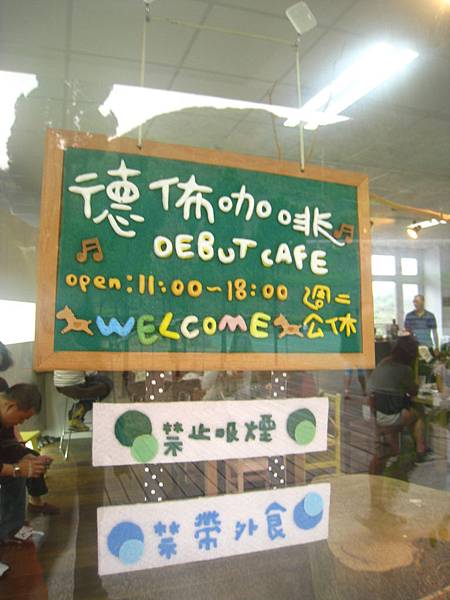 德佈咖啡
DEBUT CAFE
open:11:00~18:00 週二
WELCOME 公休
禁止吸煙
禁帶外食